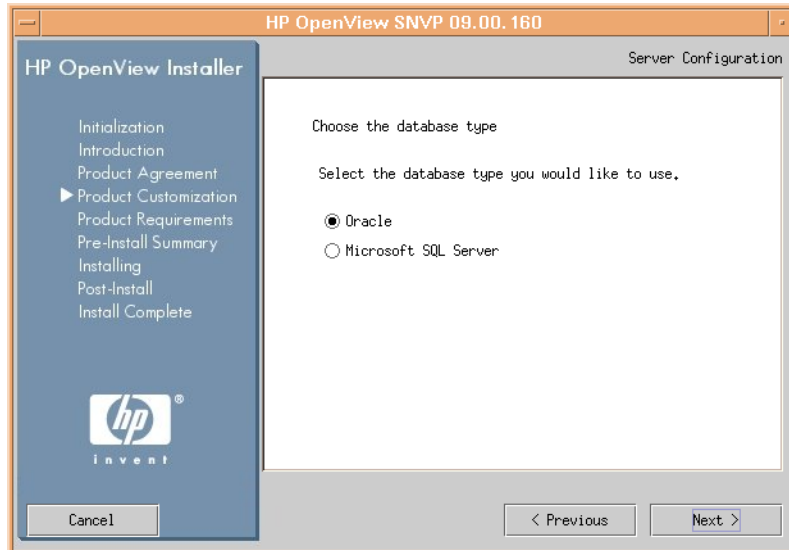 HP OpenView SNVP 09.00.160
HP OpenView Installer
Server Configuration
Initialization
Introduction
Product Agreement
Product Customization
Product Requirements
Pre-Install Summary
Installing
Post-Install
Install Complete
hp
®
invent
Choose the database type
Select the database type you would like to use.
Oracle
Microsoft SQL Server
Cancel
< Previous
Next >